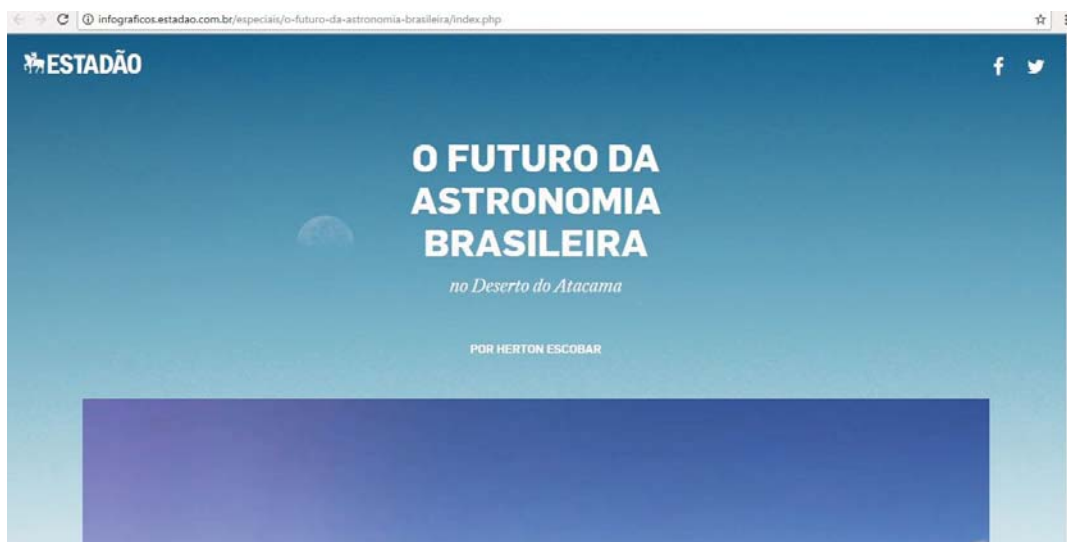 infograficos.estadao.com.br/especiais/o-futuro-da-astronomia-brasileira/index.php
ESTADÃO
O FUTURO DA
ASTRONOMIA
BRASILEIRA
no Deserto do Atacama
POR HERTON ESCOBAR